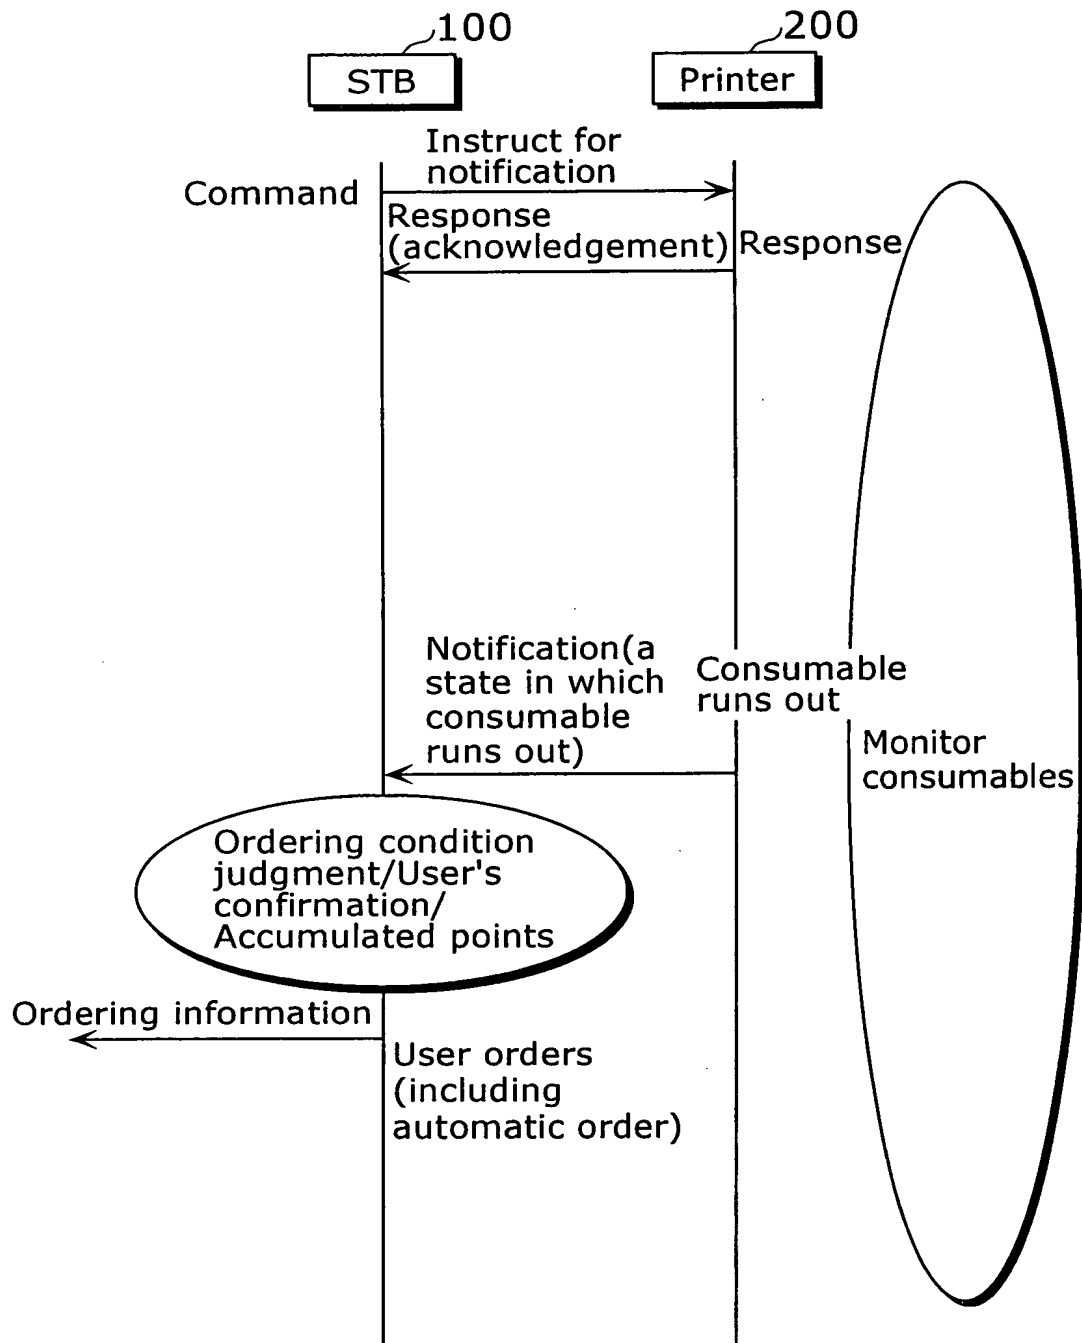 100
200
STB
Printer
Instruct for
notification
Command
Response
(acknowledgement)
Response
Notification(a
state in which
consumable
runs out)
Consumable
runs out
Monitor
consumables
Ordering condition
judgment/User's
confirmation/
Accumulated points
Ordering information
User orders
(including
automatic order)